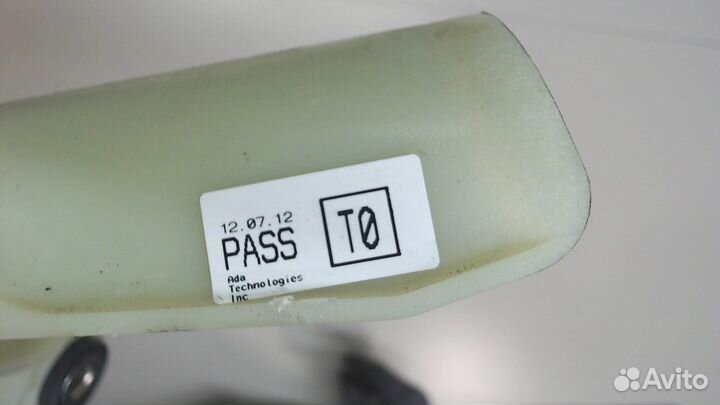 12.07.12
PASS
T0
Ada
Technologies
Inc
Avito